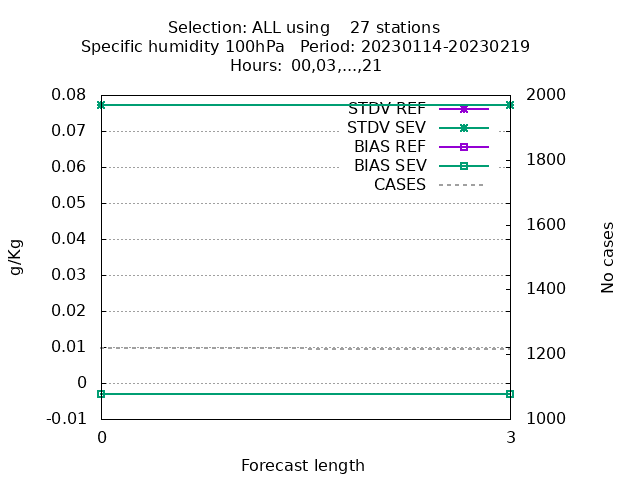 Selection: ALL using    27 stations
Specific humidity 100hPa   Period: 20230114-20230219
Hours:  00,03,...,21
0.08
0.07
0.06
0.05
0.04
0.03
0.02
0.01
0
-0.01
g/Kg
STDV REF
STDV SEV
BIAS REF
BIAS SEV
CASES
2000
1800
1600
1400
1200
1000
No cases
0
3
Forecast length